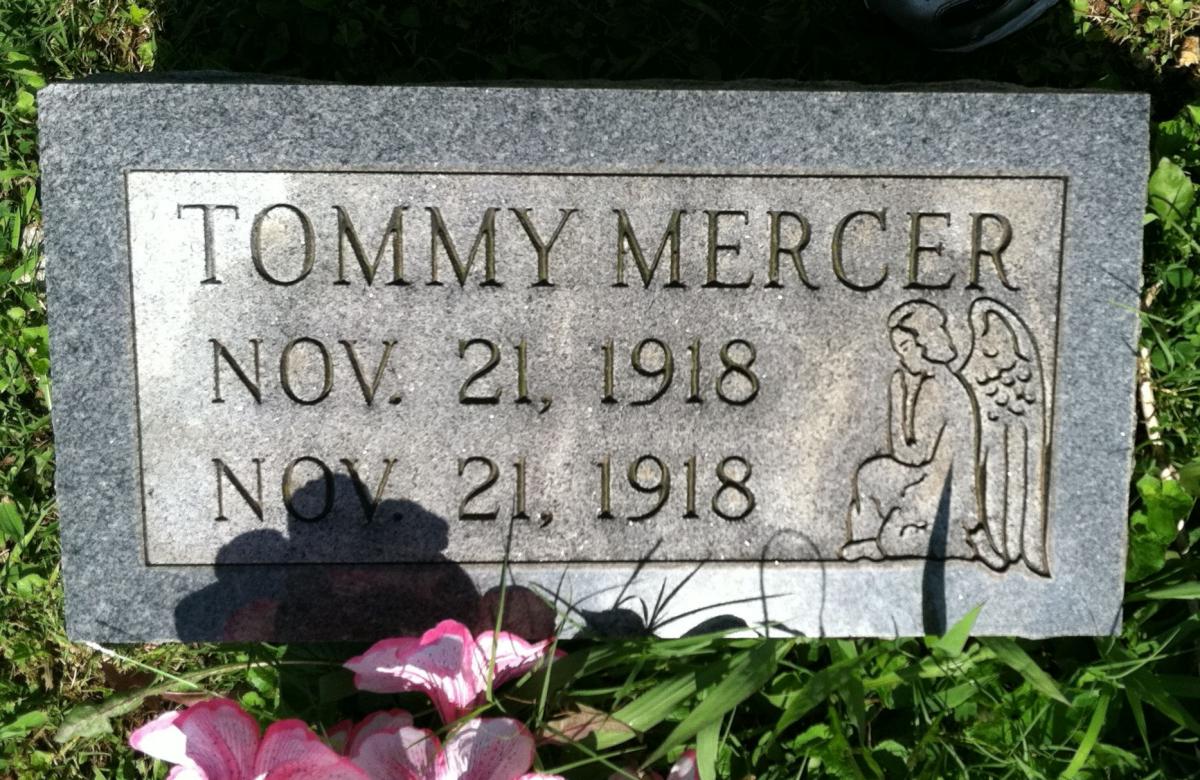 TOMMY MERCER
NOV. 21, 1918
NOV. 21, 1918